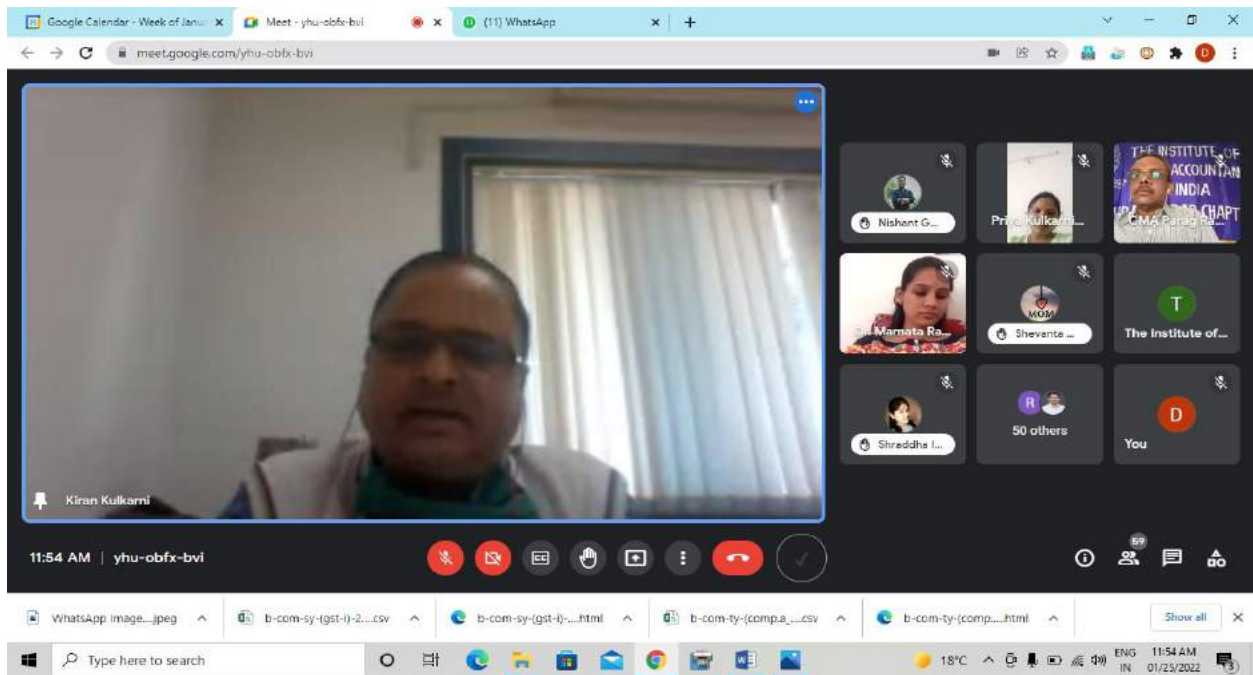 Google Calendar - Week of Janu
Meet - yhu-obfx-bvi
(11) WhatsApp
meet.google.com/yhu-obfx-bvi
D
Kiran Kulkarni
Nishant G...
Kulkarni...
THE INSTITUTE OF
ACCOUNTAN
INDIA
CHAPT
CMA Parag Ra...
Mamata Ra...
MOM
Shevanta ...
T
The Institute of...
Shraddha I...
R
50 others
D
You
11:54 AM | yhu-obfx-bvi
CC
59
WhatsApp Image....jpeg
b-com-sy-(gst-i)-2....csv
b-com-sy-(gst-i)-....html
b-com-ty-(comp.a_....csv
b-com-ty-(comp.....html
Show all
Type here to search
18°C
ENG
IN
11:54 AM
01/25/2022
3